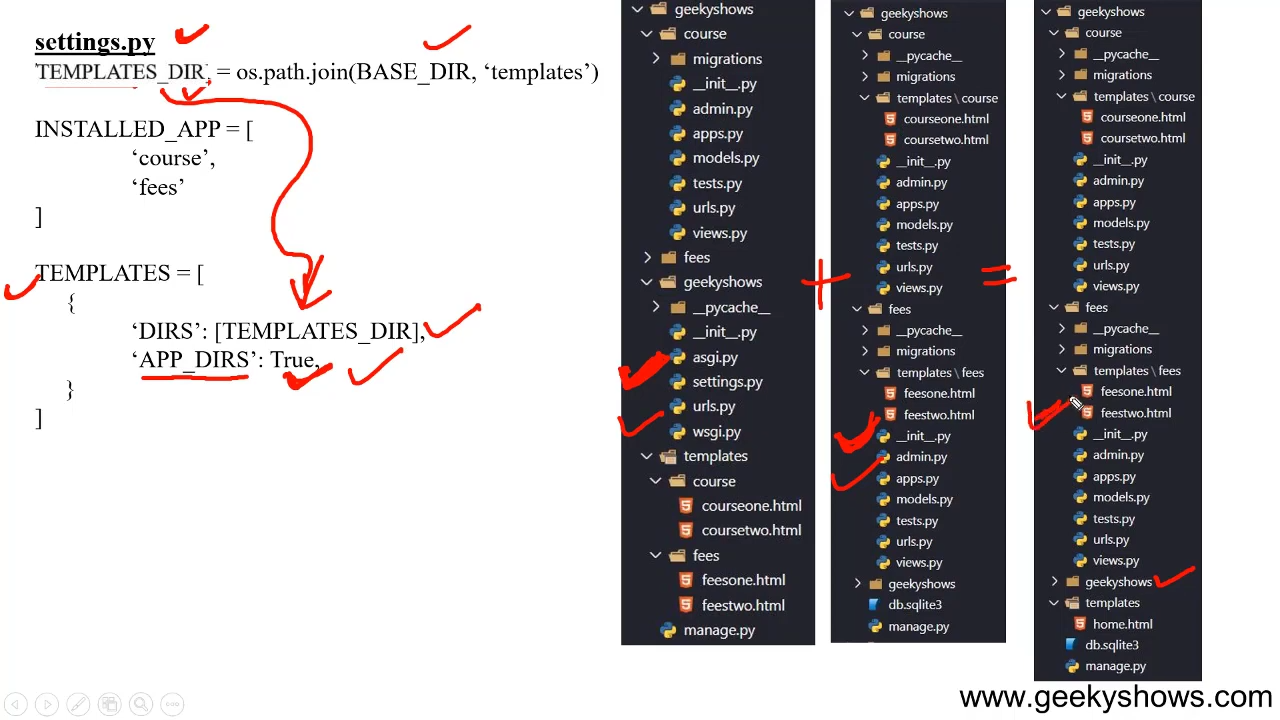 settings.py
TEMPLATES_DIR = os.path.join(BASE_DIR, ‘templates’)
INSTALLED_APP = [
‘course’,
‘fees’
]
TEMPLATES = [
{
‘DIRS’: [TEMPLATES_DIR],
‘APP_DIRS’: True,
}
]
geekyshows
course
migrations
__init__.py
admin.py
apps.py
models.py
tests.py
urls.py
views.py
fees
geekyshows
__pycache__
__init__.py
asgi.py
settings.py
urls.py
wsgi.py
templates
course
courseone.html
coursetwo.html
fees
feesone.html
feestwo.html
manage.py
+
geekyshows
course
__pycache__
migrations
templates \ course
courseone.html
coursetwo.html
__init__.py
admin.py
apps.py
models.py
tests.py
urls.py
views.py
fees
__pycache__
migrations
templates \ fees
feesone.html
feestwo.html
__init__.py
admin.py
apps.py
models.py
tests.py
urls.py
views.py
geekyshows
db.sqlite3
manage.py
=
geekyshows
course
__pycache__
migrations
templates \ course
courseone.html
coursetwo.html
__init__.py
admin.py
apps.py
models.py
tests.py
urls.py
views.py
fees
__pycache__
migrations
templates \ fees
feesone.html
feestwo.html
__init__.py
admin.py
apps.py
models.py
tests.py
urls.py
views.py
geekyshows
templates
home.html
db.sqlite3
manage.py
www.geekyshows.com